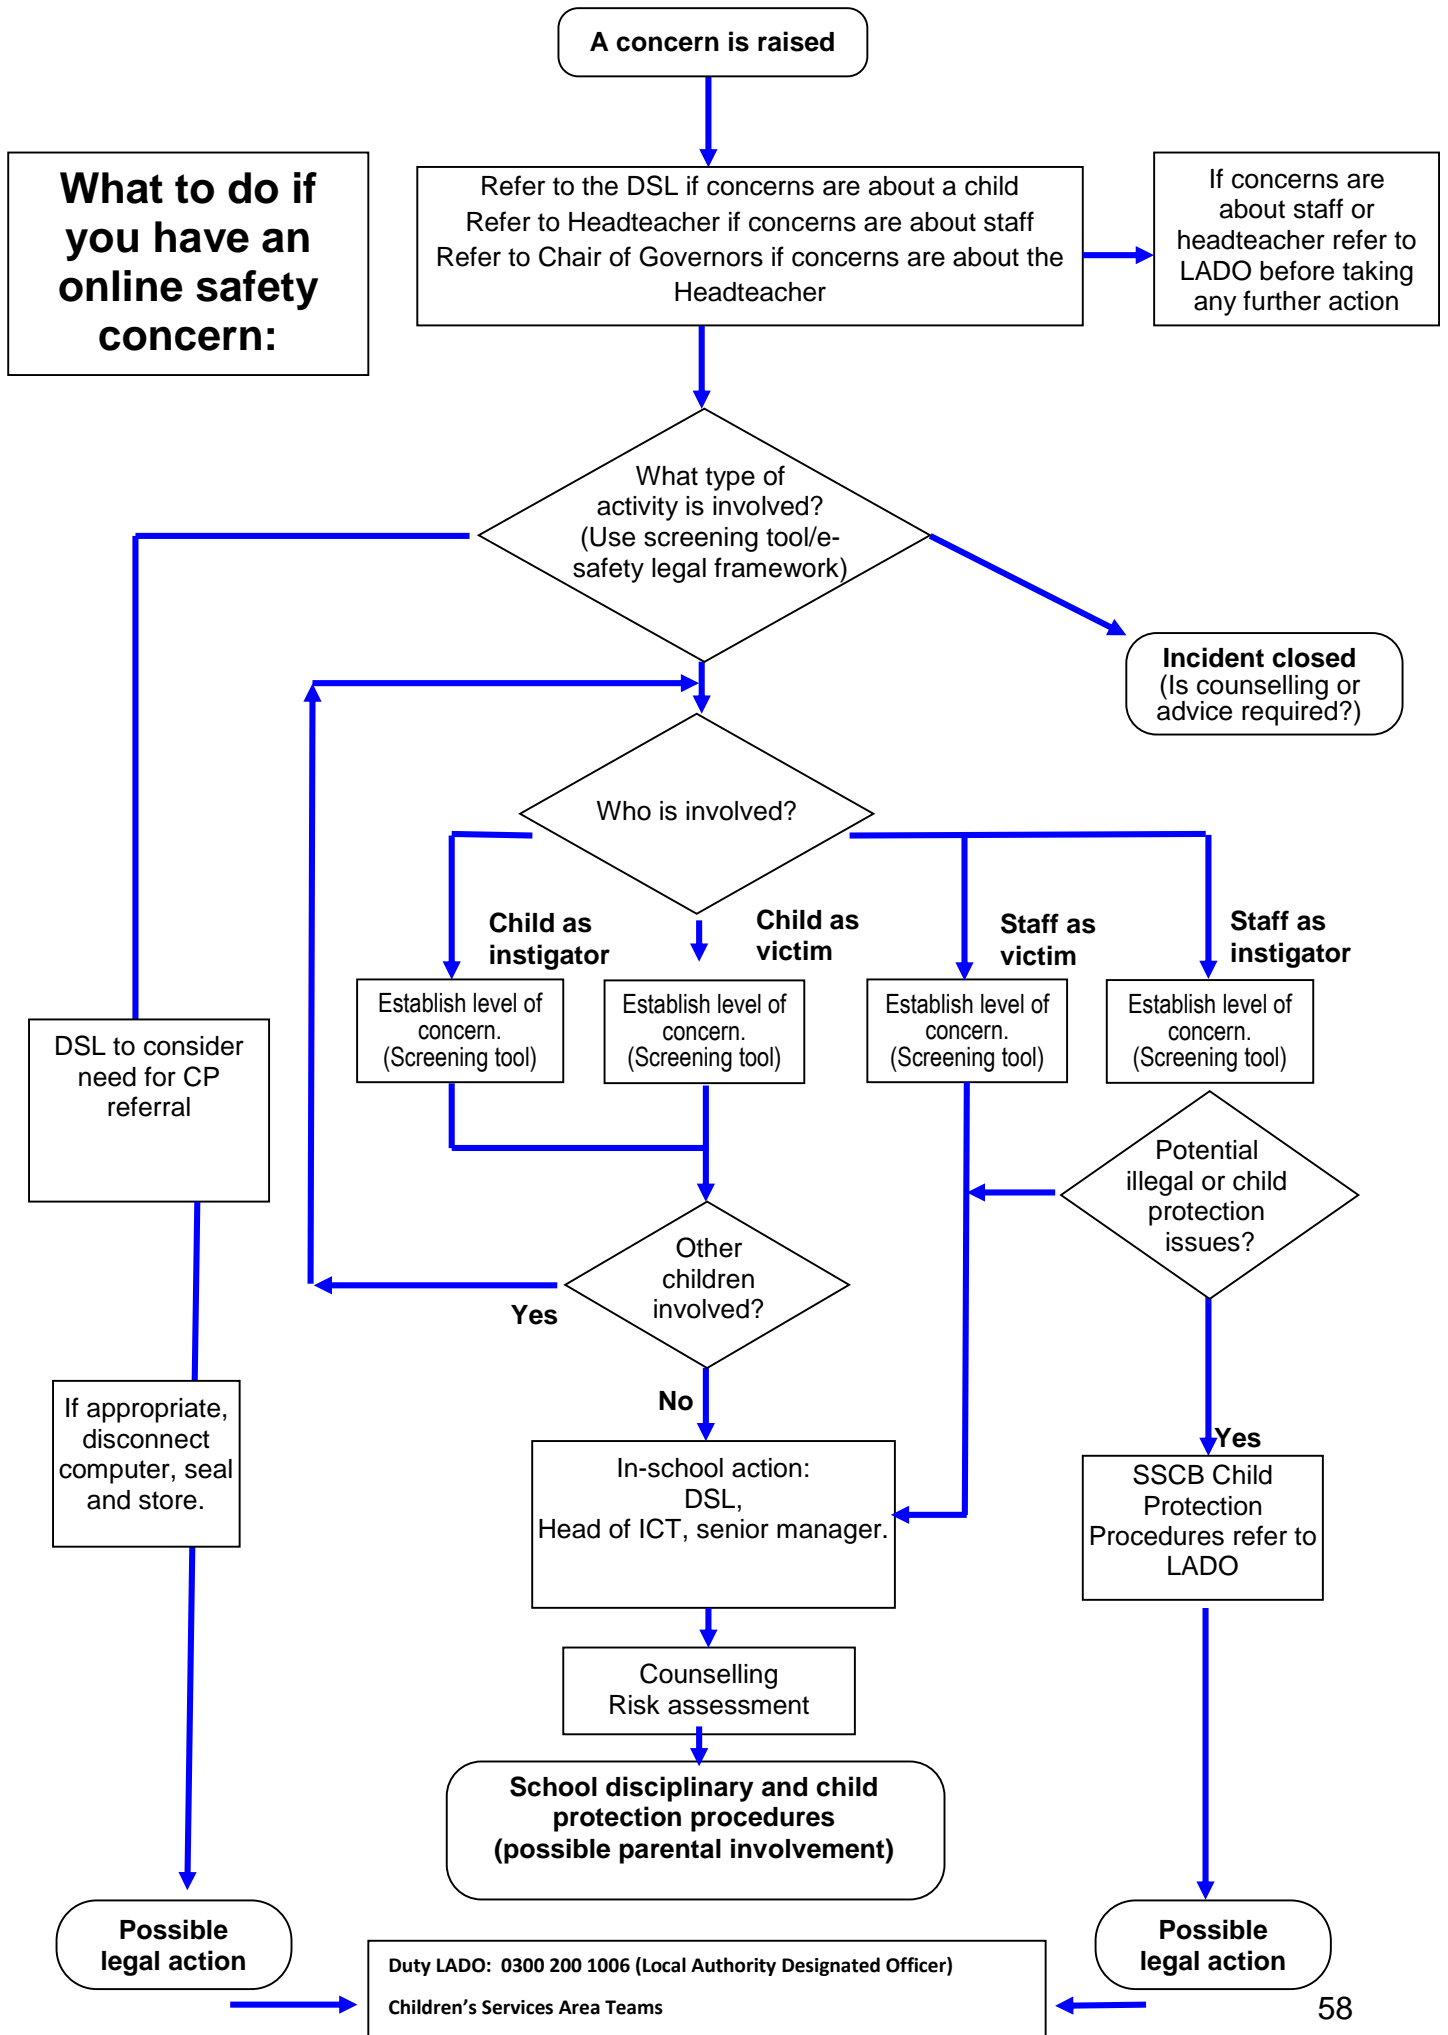 A concern is raised
What to do if
you have an
online safety
concern:
Refer to the DSL if concerns are about a child
Refer to Headteacher if concerns are about staff
Refer to Chair of Governors if concerns are about the
Headteacher
If concerns are
about staff or
headteacher refer to
LADO before taking
any further action
What type of
activity is involved?
(Use screening tool/e-
safety legal framework)
Incident closed
(Is counselling or
advice required?)
Who is involved?
Child as
instigator
Child as
victim
Staff as
victim
Staff as
instigator
Establish level of
concern.
(Screening tool)
Establish level of
concern.
(Screening tool)
Establish level of
concern.
(Screening tool)
Establish level of
concern.
(Screening tool)
DSL to consider
need for CP
referral
Potential
illegal or child
protection
issues?
Other
children
involved?
Yes
No
If appropriate,
disconnect
computer, seal
and store.
Yes
In-school action:
DSL,
Head of ICT, senior manager.
SSCB Child
Protection
Procedures refer to
LADO
Counselling
Risk assessment
School disciplinary and child
protection procedures
(possible parental involvement)
Possible
legal action
Possible
legal action
Duty LADO: 0300 200 1006 (Local Authority Designated Officer)
Children's Services Area Teams
58